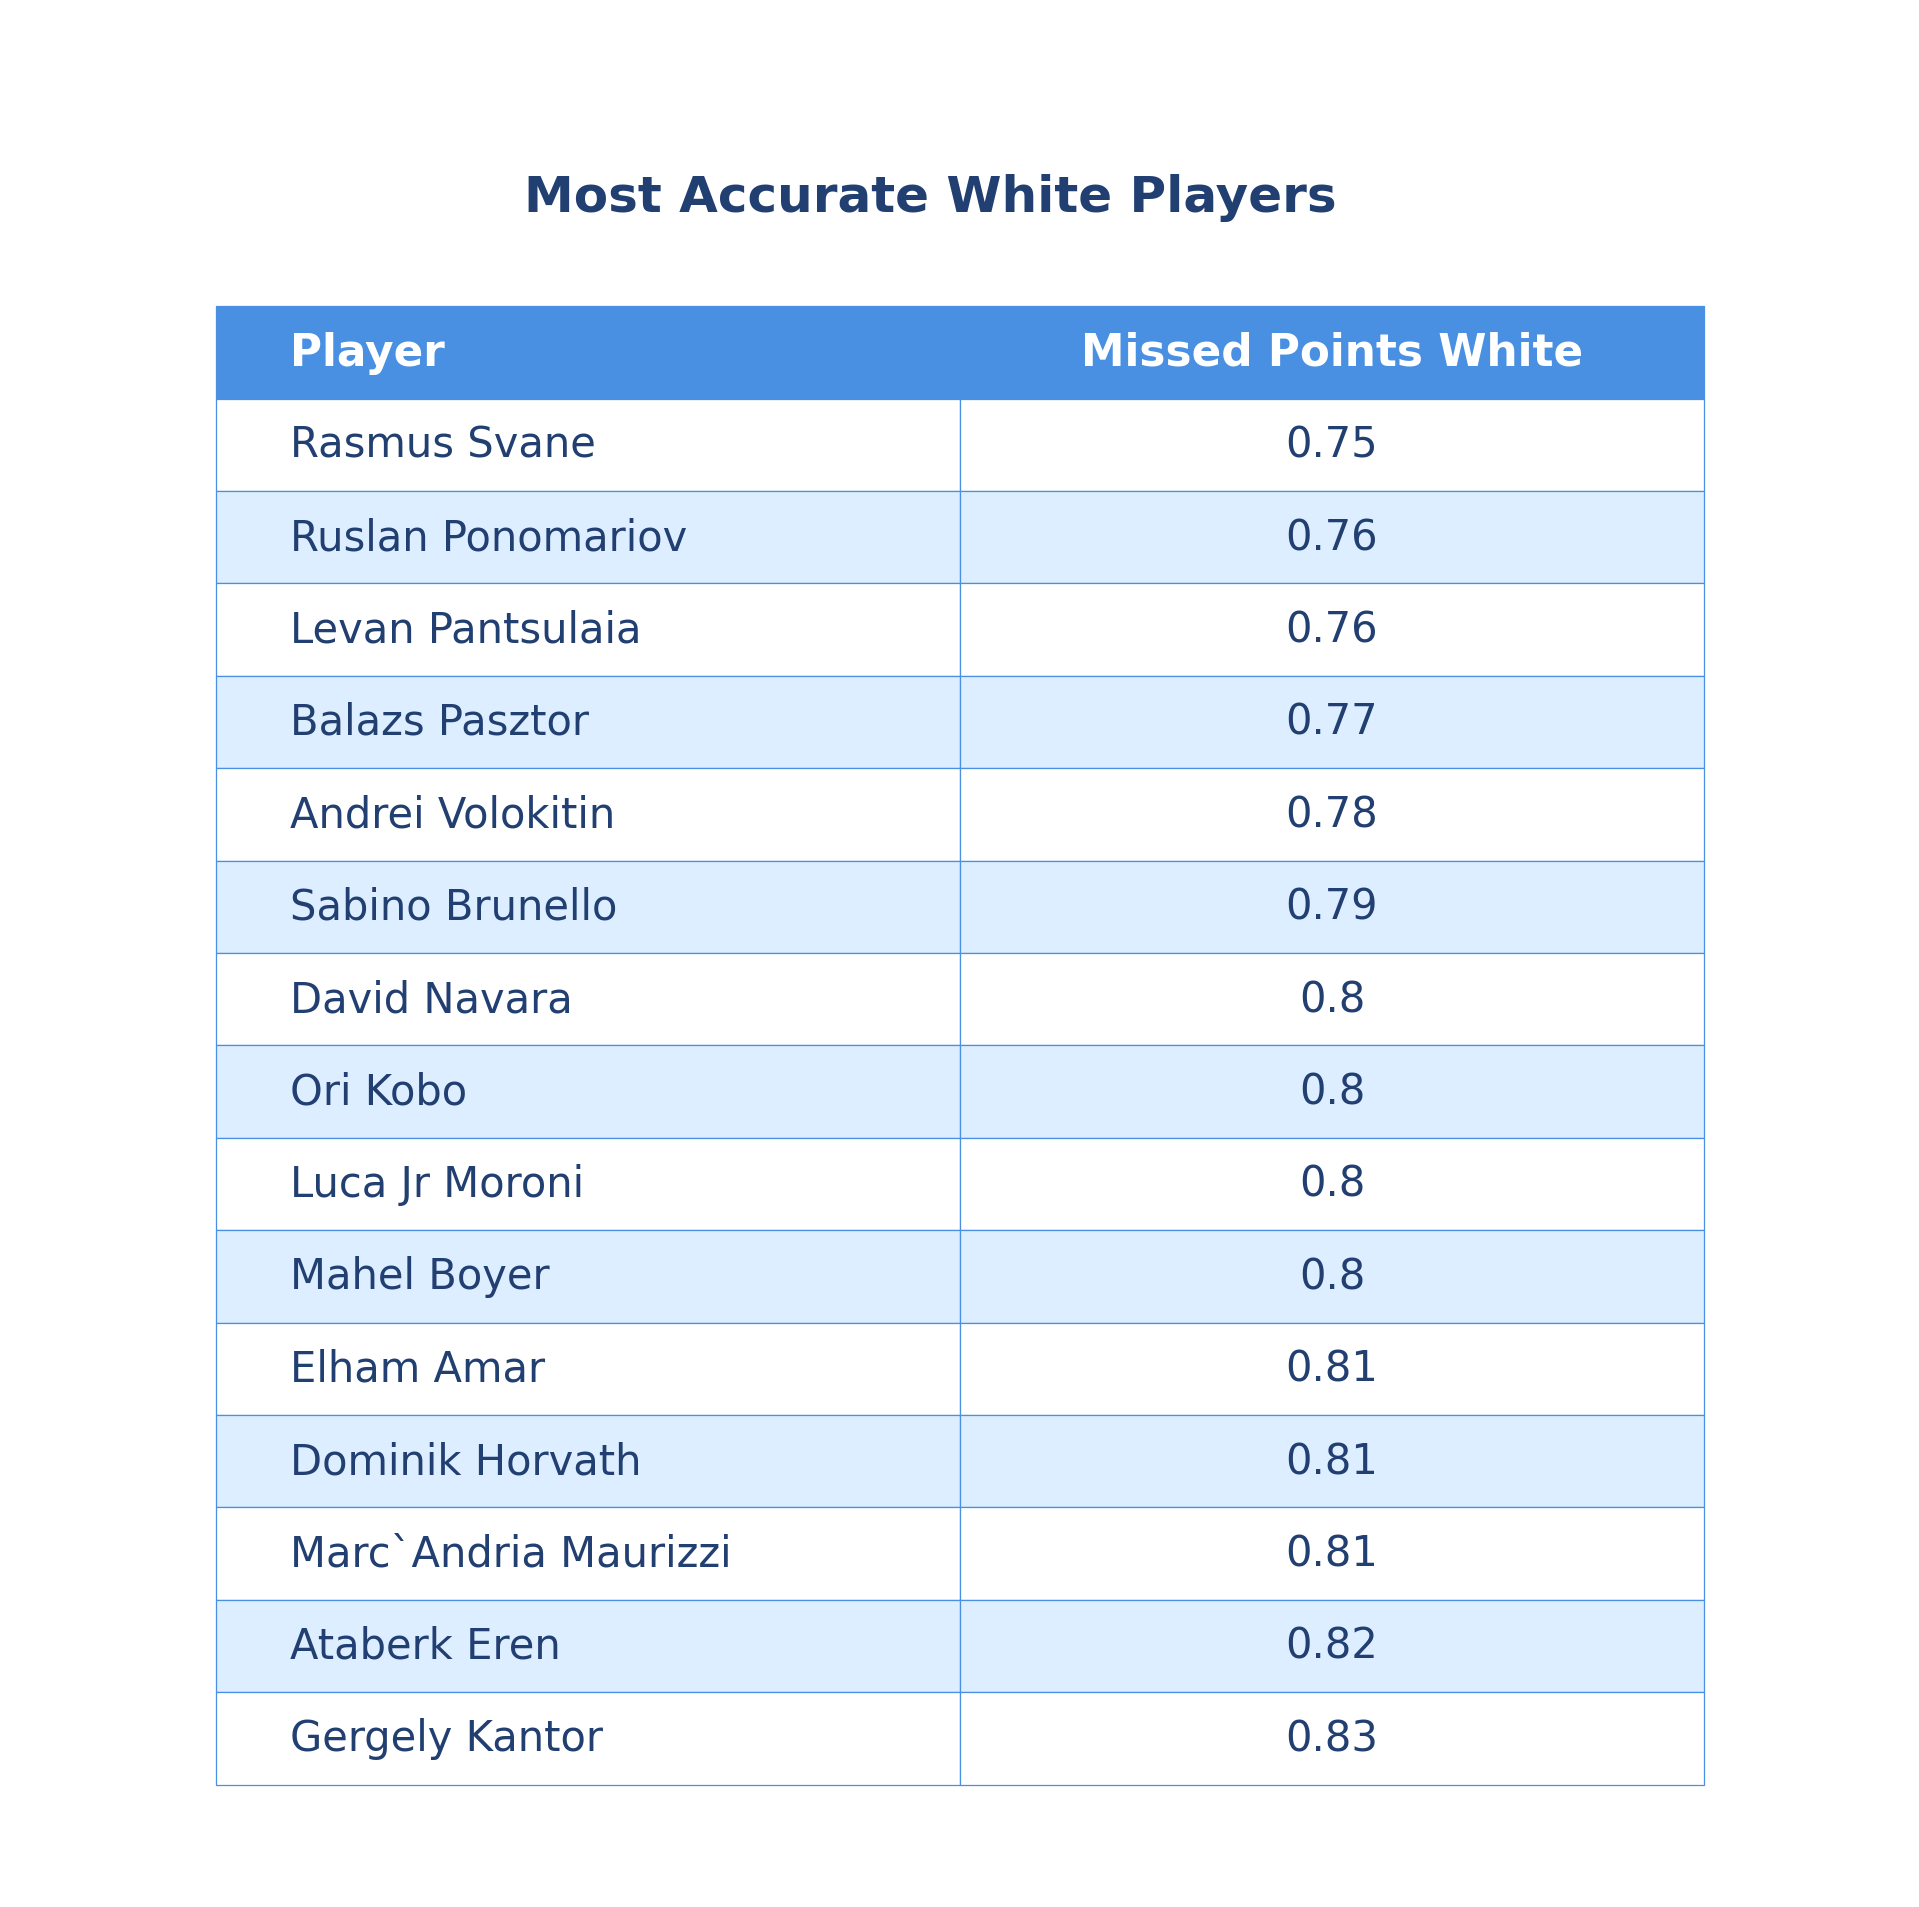 Most Accurate White Players
Player Missed Points White
Rasmus Svane 0.75
Ruslan Ponomariov 0.76
Levan Pantsulaia 0.76
Balazs Pasztor 0.77
Andrei Volokitin 0.78
Sabino Brunello 0.79
David Navara 0.8
Ori Kobo 0.8
Luca Jr Moroni 0.8
Mahel Boyer 0.8
Elham Amar 0.81
Dominik Horvath 0.81
Marc`Andria Maurizzi 0.81
Ataberk Eren 0.82
Gergely Kantor 0.83